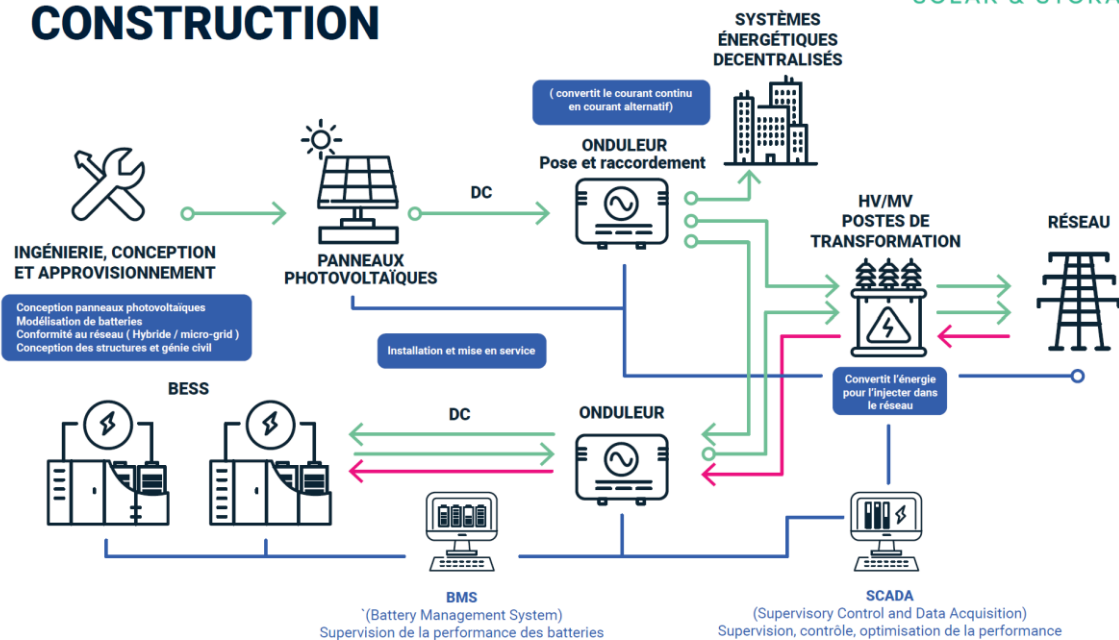 CONSTRUCTION
SYSTÈMES
ÉNERGÉTIQUES
DECENTRALISÉS
( convertit le courant continu
en courant alternatif)
ONDULEUR
Pose et raccordement
DC
HV/MV
POSTES DE
TRANSFORMATION
RÉSEAU
INGÉNIERIE, CONCEPTION
ET APPROVISIONNEMENT
PANNEAUX
PHOTOVOLTAÏQUES
Conception panneaux photovoltaïques
Modélisation de batteries
Conformité au réseau ( Hybride / micro-grid )
Conception des structures et génie civil
Installation et mise en service
Convertit l'énergie
pour l'injecter dans
le réseau
BESS
DC
ONDULEUR
BMS
`(Battery Management System)
Supervision de la performance des batteries
SCADA
(Supervisory Control and Data Acquisition)
Supervision, contrôle, optimisation de la performance